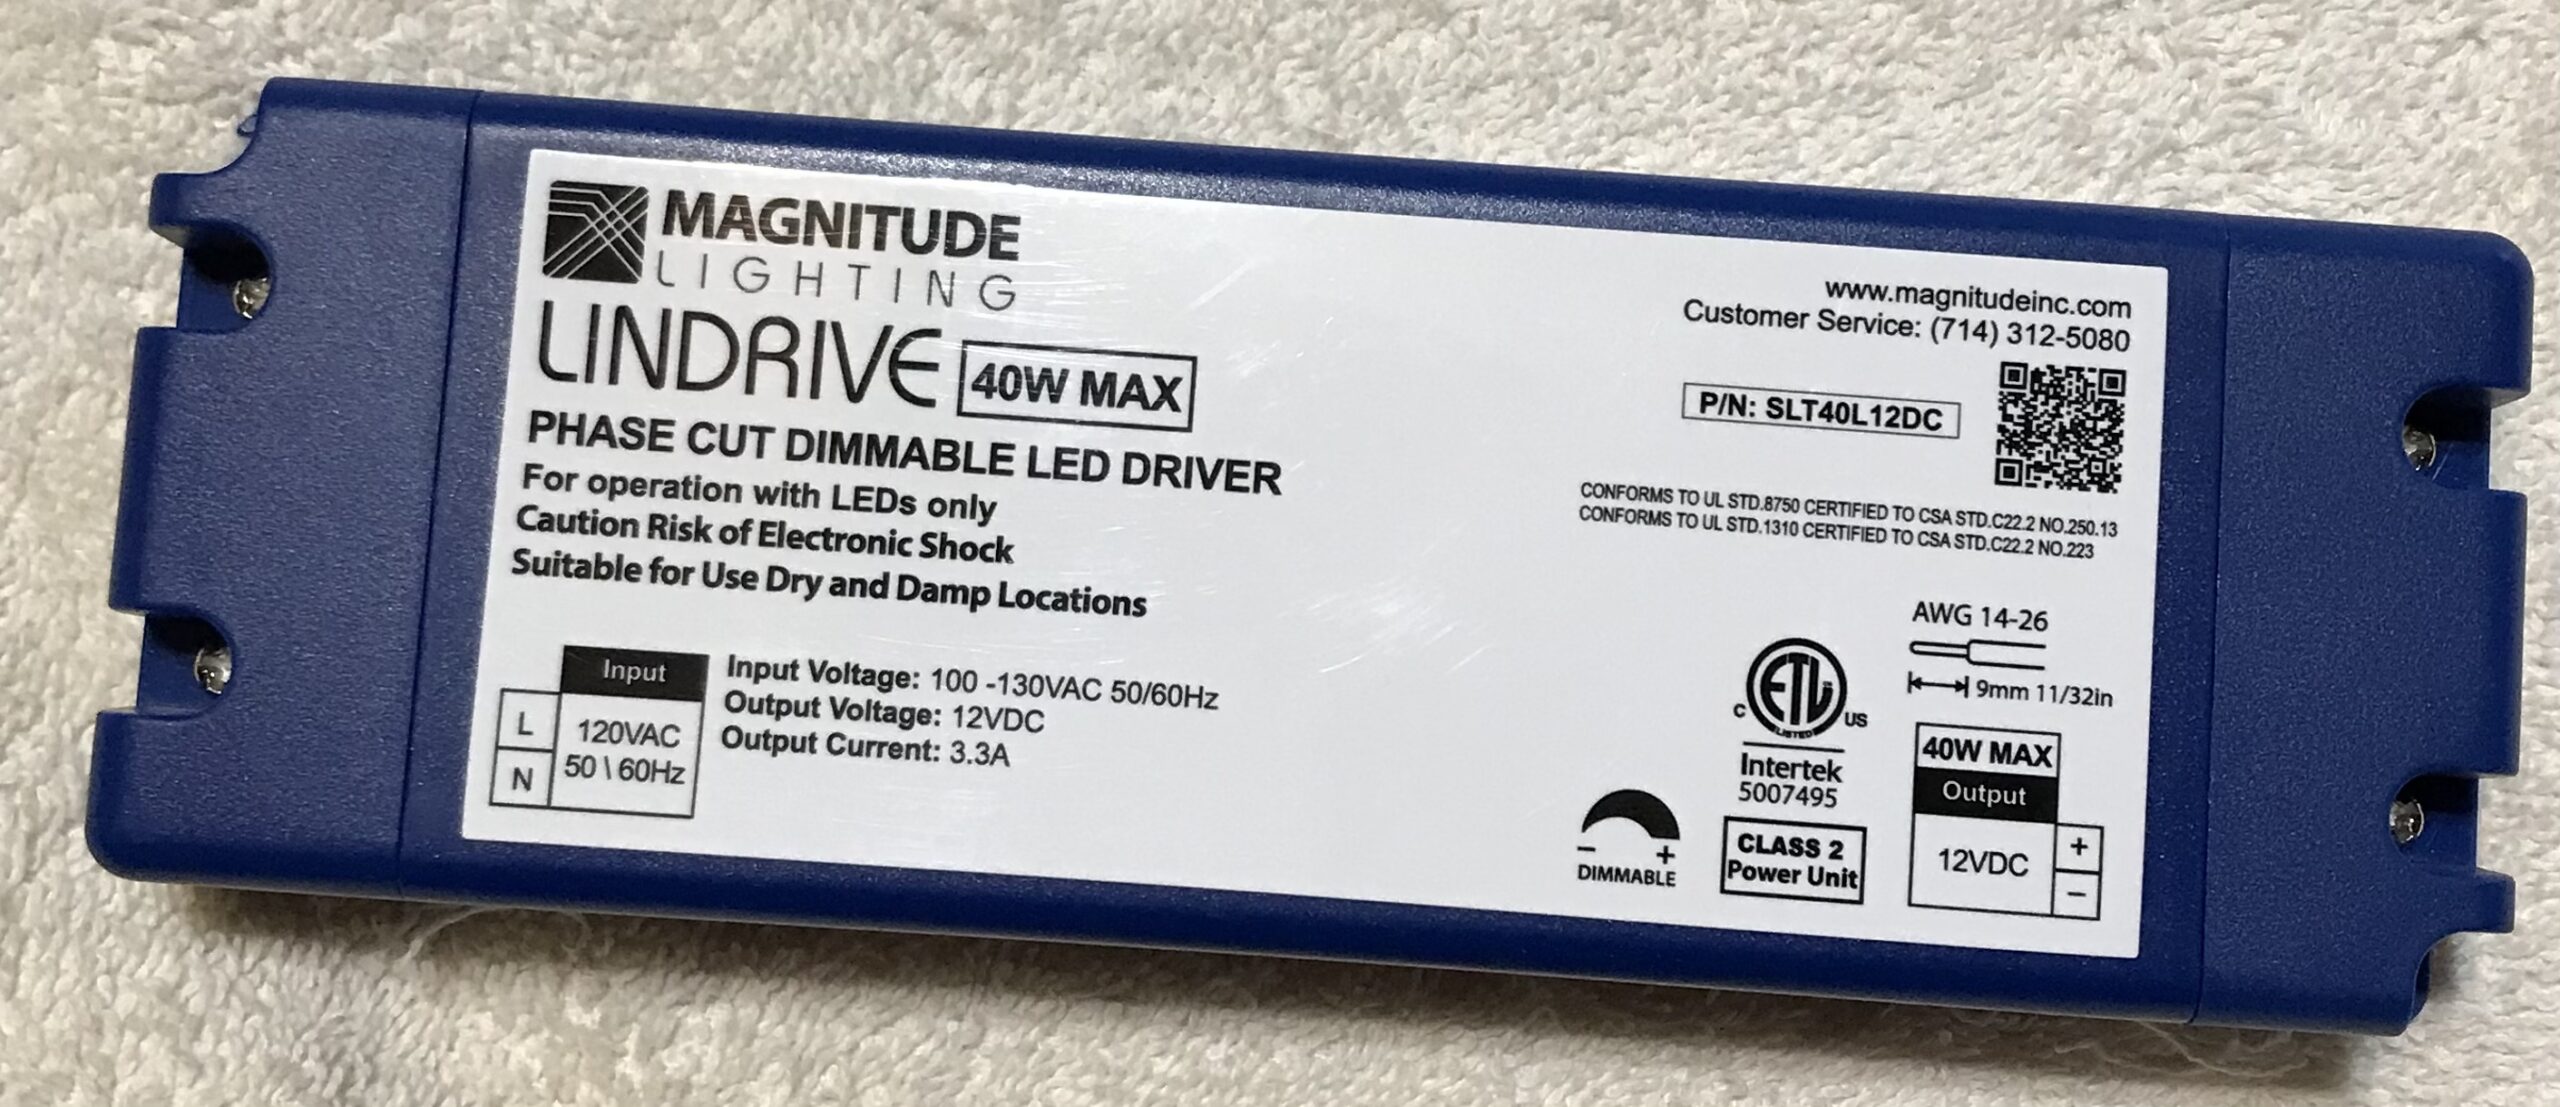 MAGNITUDE
LIGHTING
LINDRIVE 40W MAX
PHASE CUT DIMMABLE LED DRIVER
For operation with LEDs only
Caution Risk of Electronic Shock
Suitable for Use Dry and Damp Locations
Input
L
N
120VAC
50 \ 60Hz
Input Voltage: 100 -130VAC 50/60Hz
Output Voltage: 12VDC
Output Current: 3.3A
www.magnitudeinc.com
Customer Service: (714) 312-5080
P/N: SLT40L12DC
CONFORMS TO UL STD.8750 CERTIFIED TO CSA STD.C22.2 NO.250.13
CONFORMS TO UL STD.1310 CERTIFIED TO CSA STD.C22.2 NO.223
AWG 14-26
9mm 11/32in
C ETL US
LISTED
Intertek
5007495
- +
DIMMABLE
CLASS 2
Power Unit
40W MAX
Output
12VDC
+
-